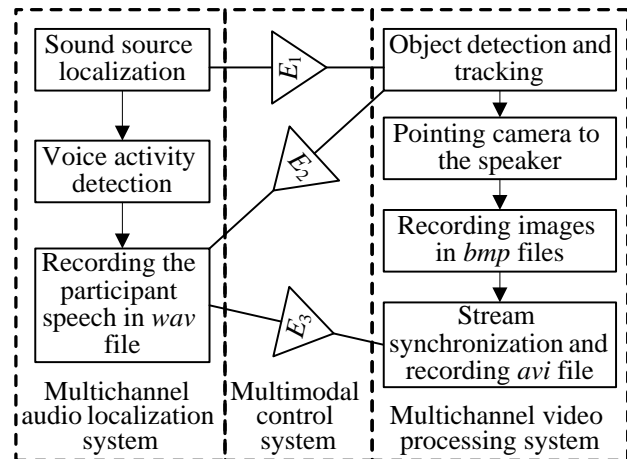 Sound source
localization
Voice activity
detection
Recording the
participant
speech in wav
file
Multichannel
audio localization
system
E1
E2
E3
Multimodal
control
system
Object detection and
tracking
Pointing camera to
the speaker
Recording images
in bmp files
Stream
synchronization and
recording avi file
Multichannel video
processing system